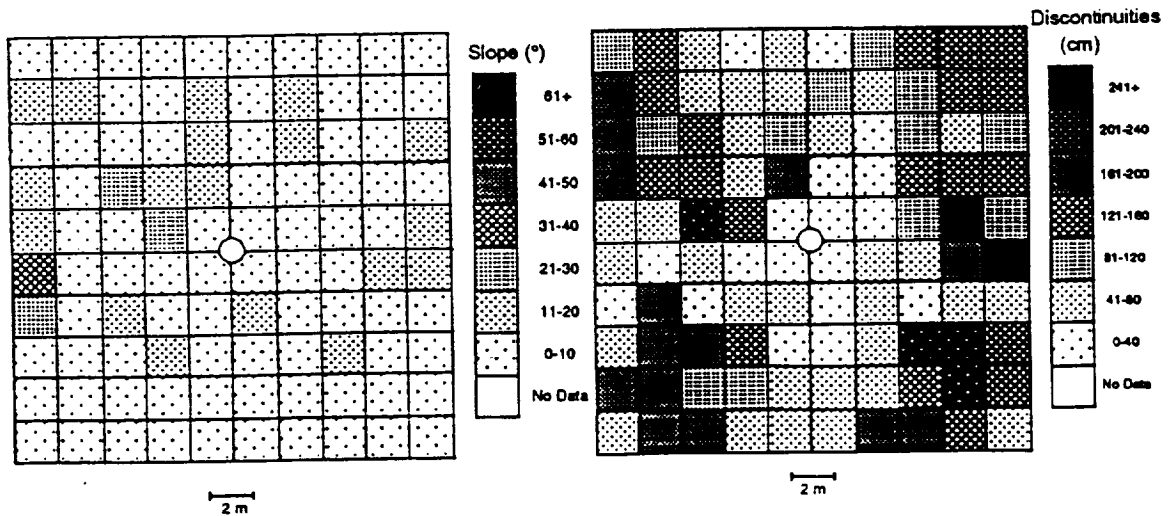 Slope (°)
61+
51-60
41-50
31-40
21-30
11-20
0-10
No Data
2 m
Discontinuities
(cm)
241+
201-240
161-200
121-160
81-120
41-80
0-40
No Data
2 m